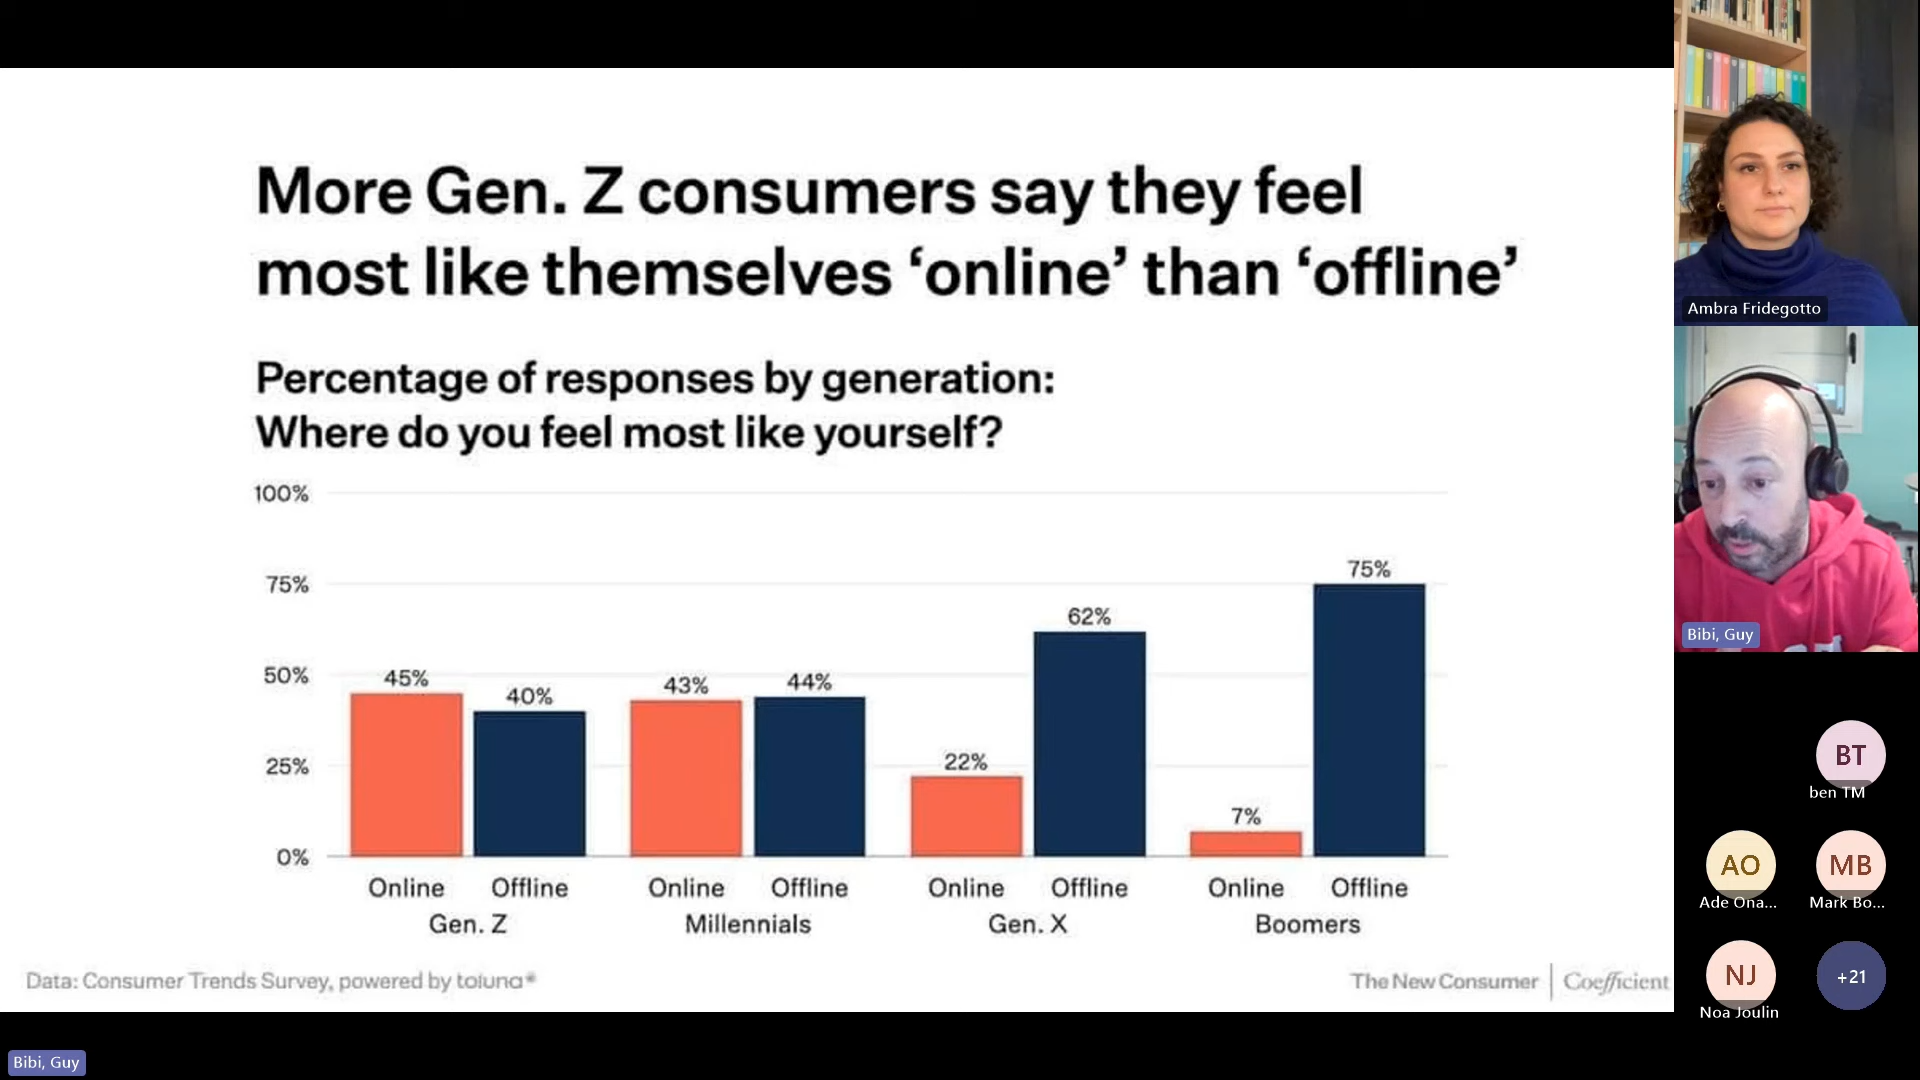 More Gen. Z consumers say they feel
most like themselves ‘online’ than ‘offline’
Percentage of responses by generation:
Where do you feel most like yourself?
100%
75%
50%
25%
0%
45%
40%
43%
44%
22%
62%
7%
75%
Online Offline Online Offline Online Offline Online Offline
Gen. Z Millennials Gen. X Boomers
Data: Consumer Trends Survey, powered by toluna*
The New Consumer | Coefficient
Bibi, Guy
Ambra Fridegotto
Bibi, Guy
BT
ben TM
AO
Ade Ona...
MB
Mark Bo...
NJ
Noa Joulin
+21